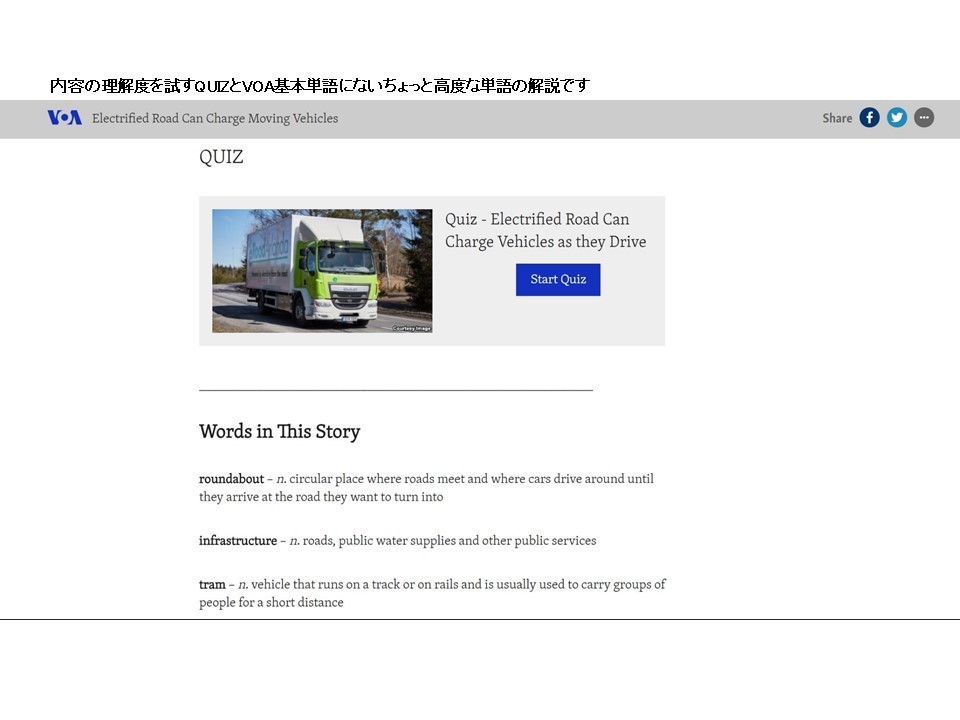 内容の理解度を試すQUIZとVOA基本単語にないちょっと高度な単語の解説です
VOA Electrified Road Can Charge Moving Vehicles Share
QUIZ
Quiz - Electrified Road Can
Charge Vehicles as they Drive
Start Quiz
Courtesy Image
Words in This Story
roundabout – n. circular place where roads meet and where cars drive around until
they arrive at the road they want to turn into
infrastructure – n. roads, public water supplies and other public services
tram – n. vehicle that runs on a track or on rails and is usually used to carry groups of
people for a short distance